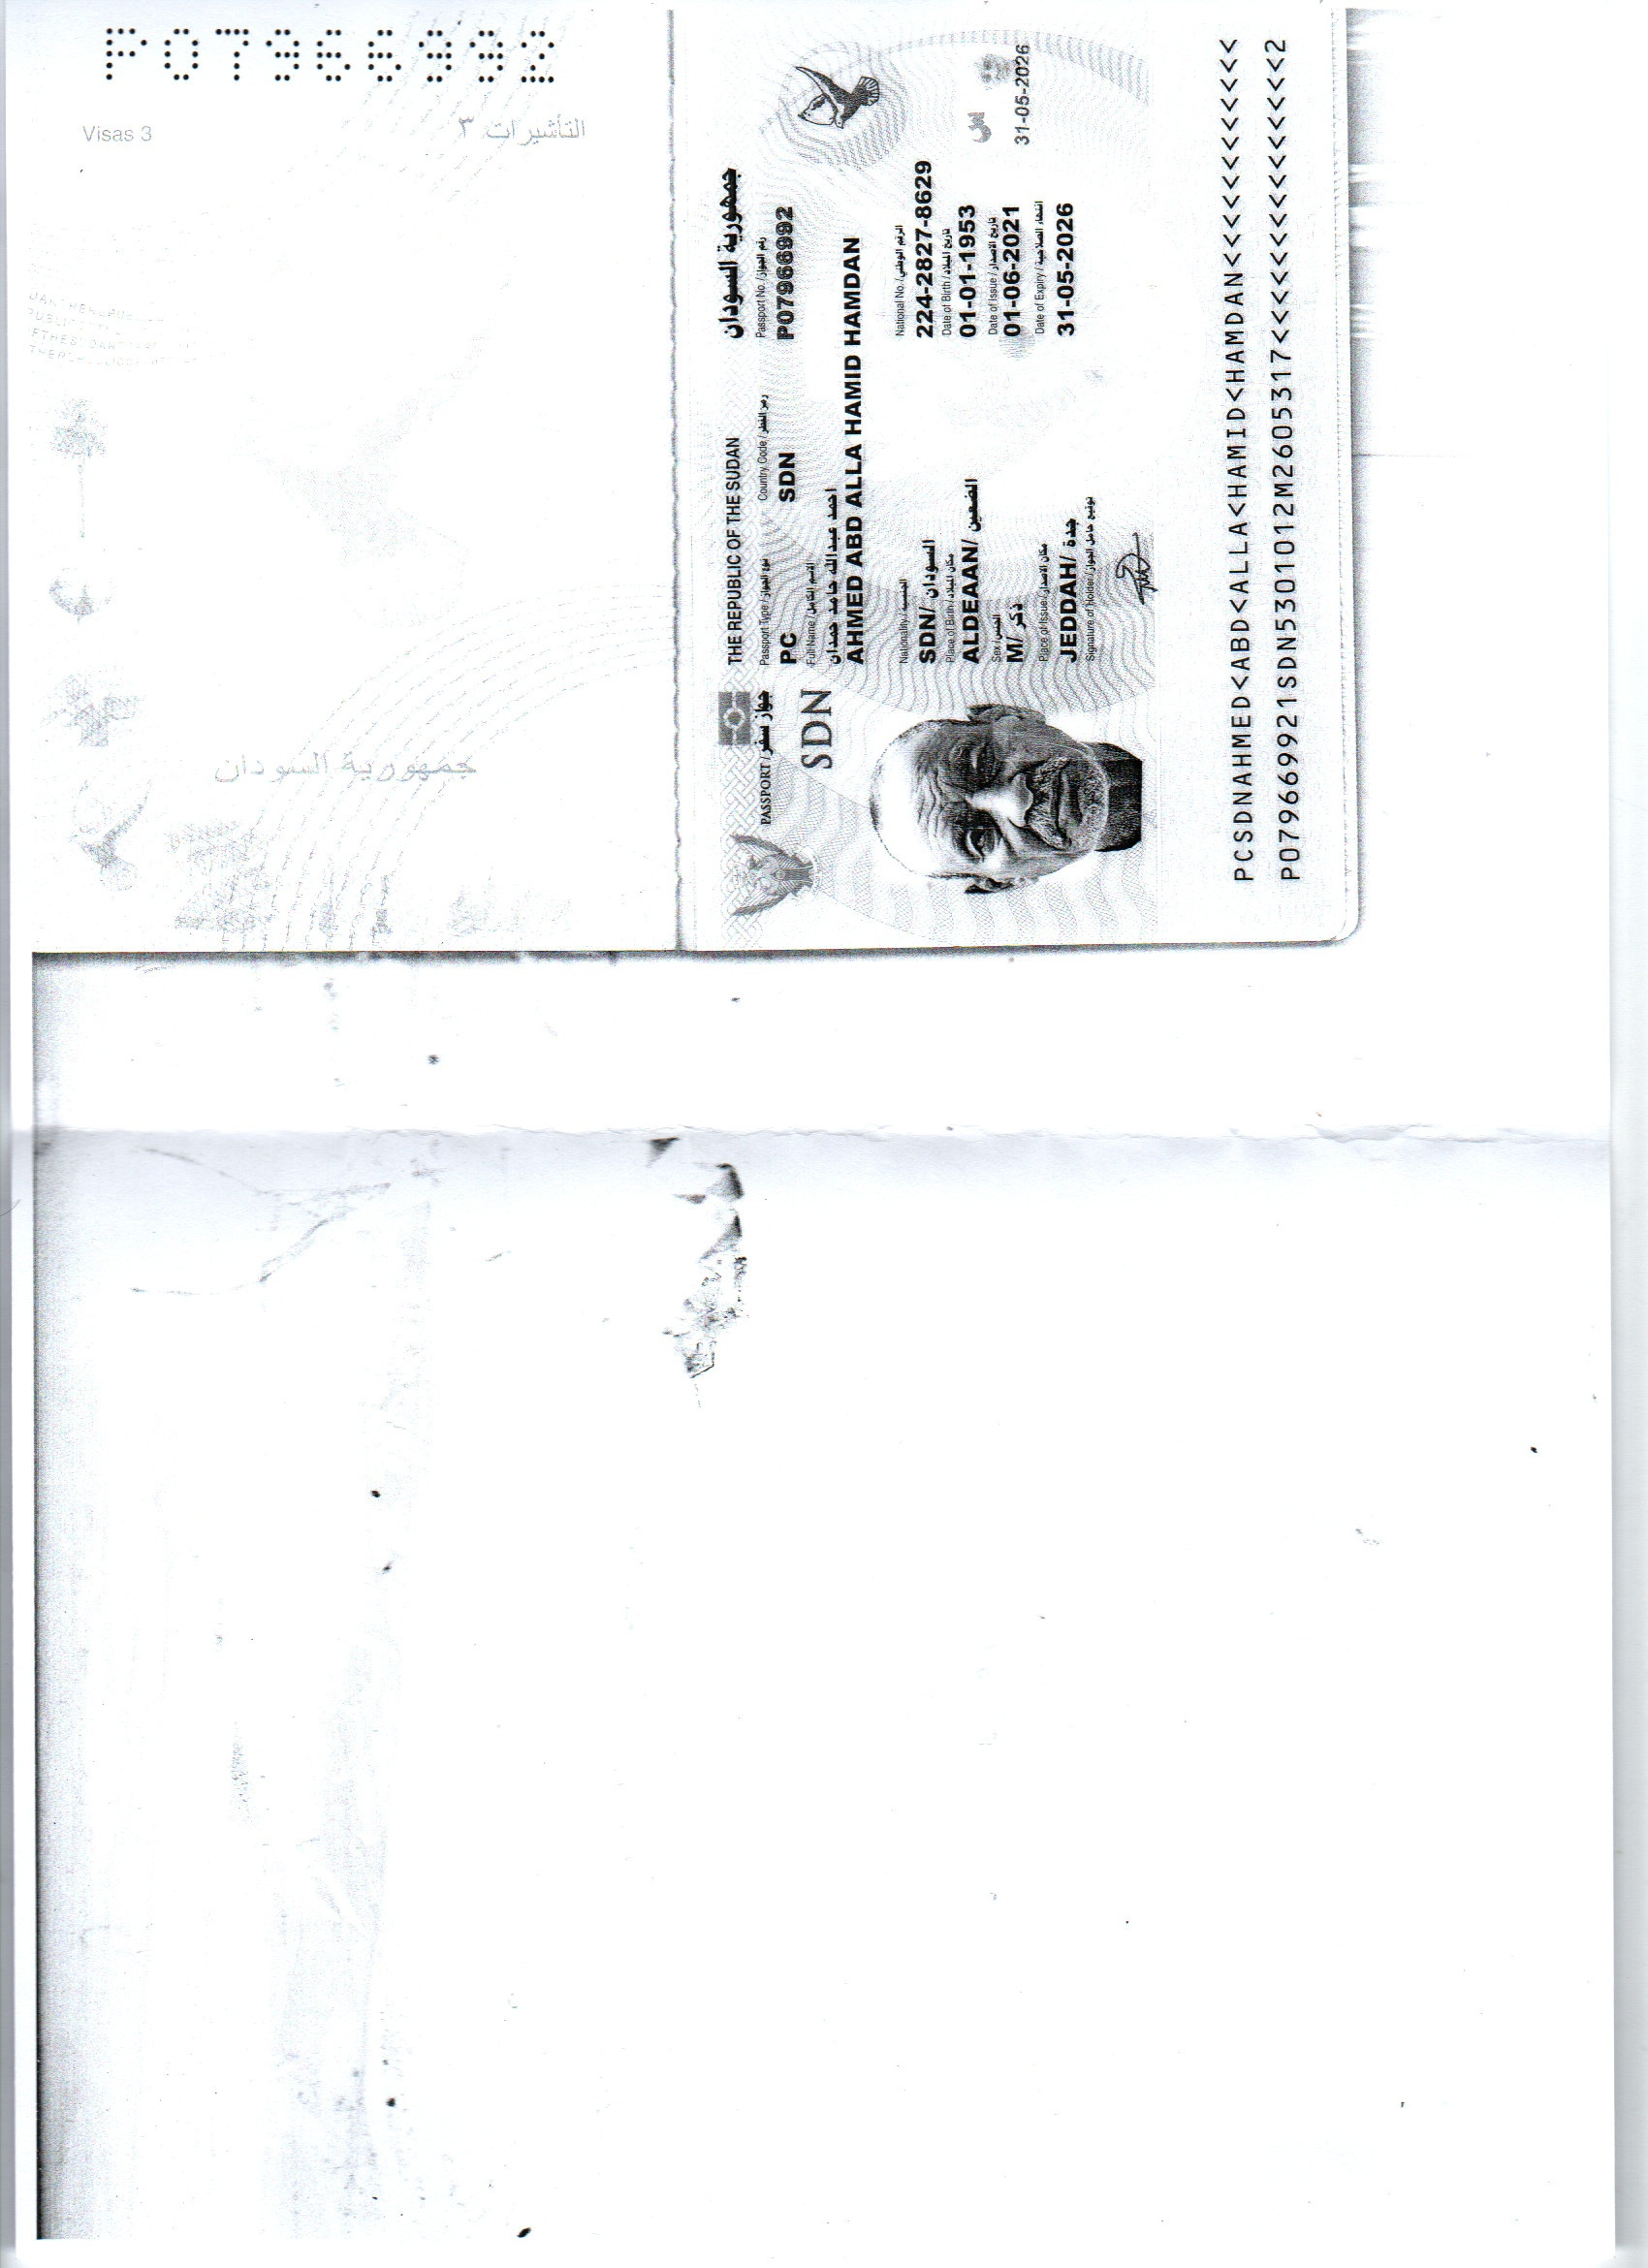 P07966992
Visas 3
التأشيرات ٣
جمهورية السودان
PASSPORT / جواز سفر
THE REPUBLIC OF THE SUDAN
جمهورية السودان
SDN
Passport Type / نوع الجواز
Country Code / رمز القطر
Passport No. / رقم الجواز
PC
SDN
P07966992
Full Name / الاسم الكامل
احمد عبدالله حامد حمدان
AHMED ABD ALLA HAMID HAMDAN
Nationality / الجنسية
National No. / الرقم الوطني
SDN/ السودان
224-2827-8629
Place of Birth / مكان الميلاد
Date of Birth / تاريخ الميلاد
ALDEAAN/ الضعين
01-01-1953
Sex / الجنس
Date of Issue / تاريخ الاصدار
M/ ذكر
01-06-2021
Place of Issue / مكان الاصدار
Date of Expiry / انتهاء الصلاحية
JEDDAH/ جدة
31-05-2026
Signature of Holder / توقيع حامل الجواز
31-05-2026
PCSDNAHMED<ABD<ALLA<HAMID<HAMDAN<<<<<<<<<<<<
P079669921SDN5301012M2605317<<<<<<<<<<<<<<<2